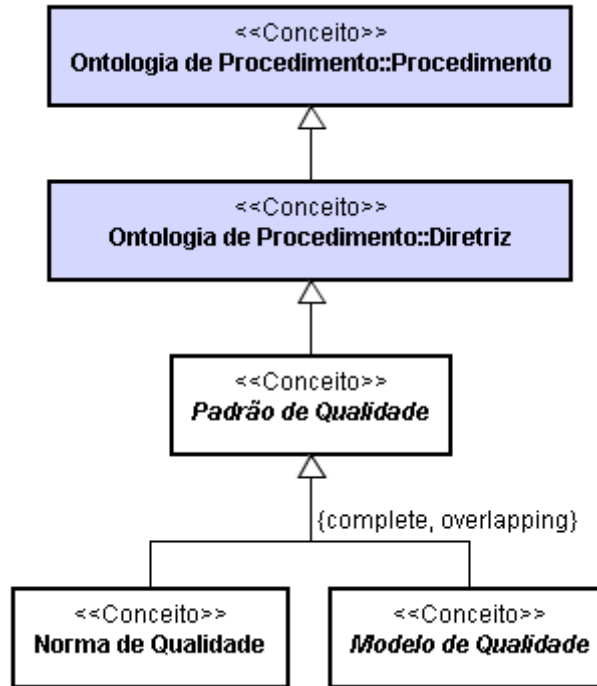 <<Conceito>>
Ontologia de Procedimento::Procedimento
<<Conceito>>
Ontologia de Procedimento::Diretriz
<<Conceito>>
Padrão de Qualidade
{complete, overlapping}
<<Conceito>>
Norma de Qualidade
<<Conceito>>
Modelo de Qualidade